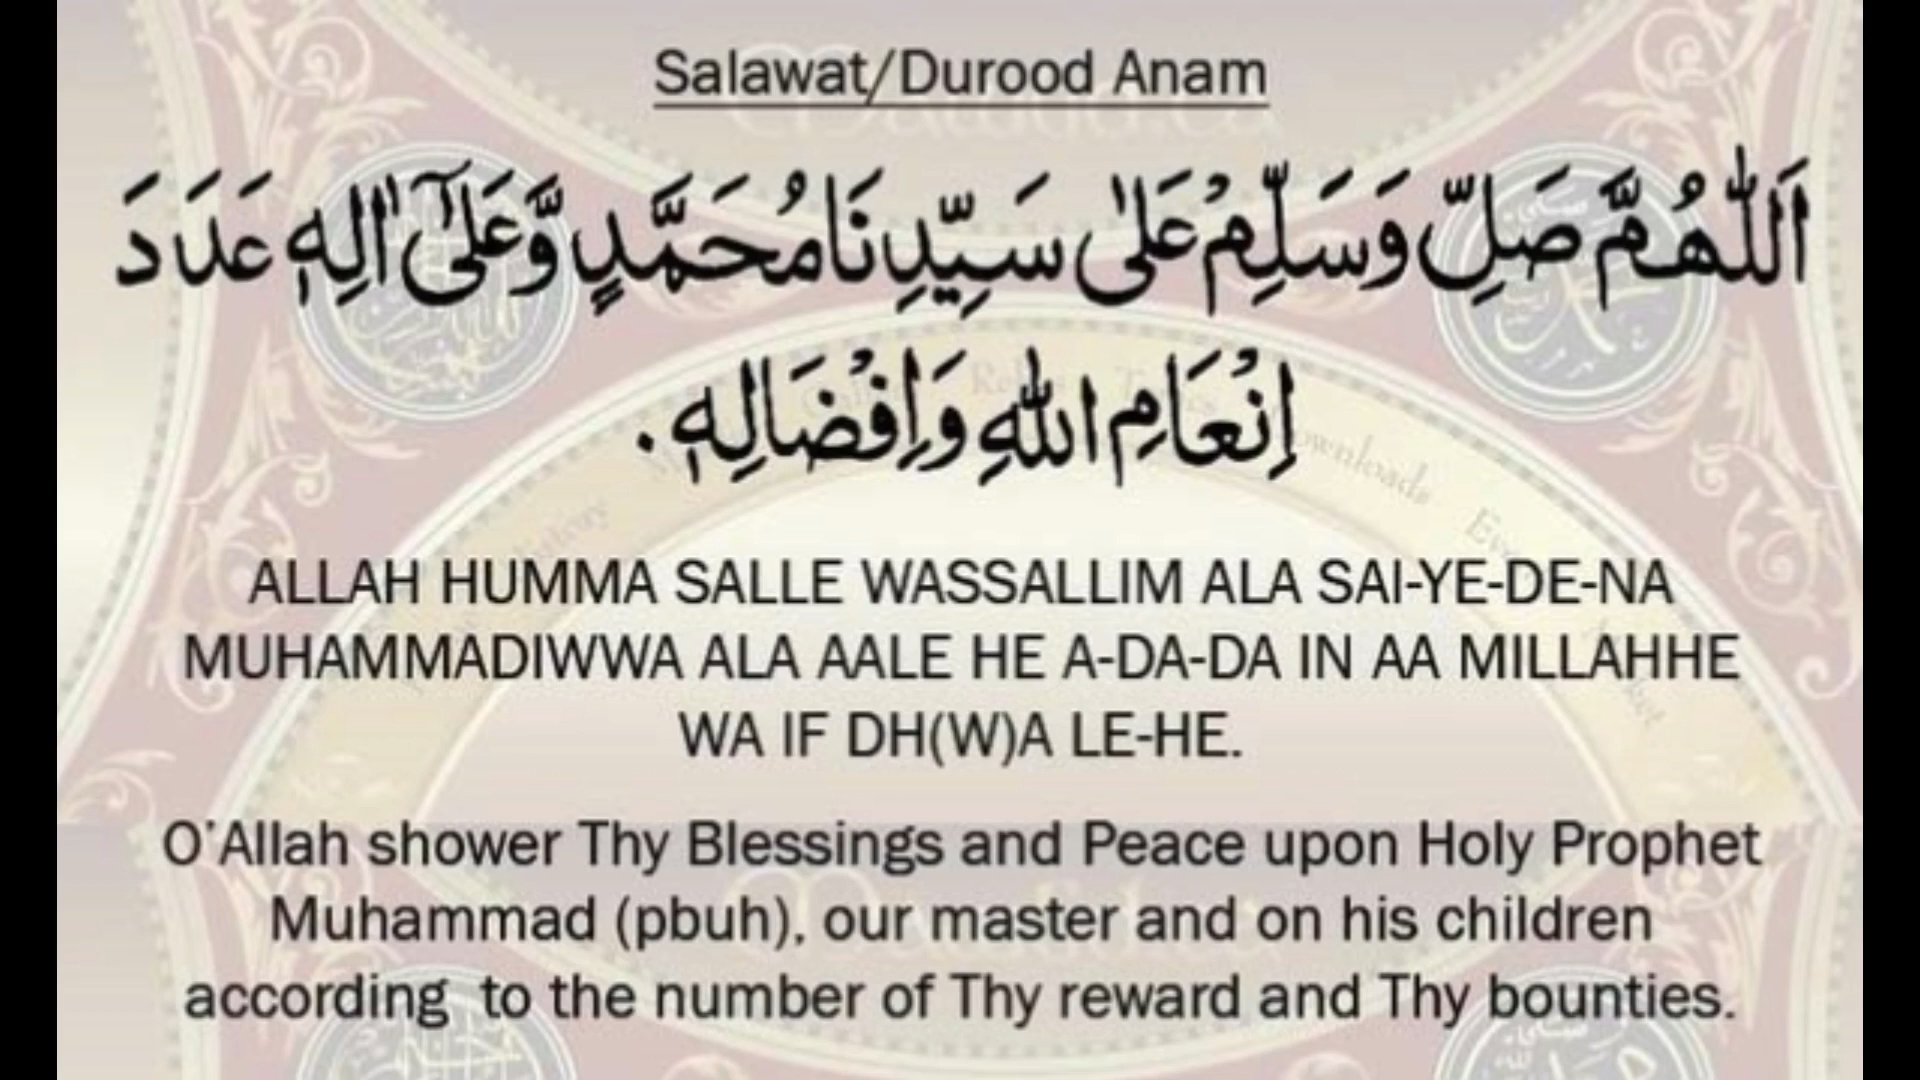 Salawat/Durood Anam
اَللّٰهُمَّ صَلِّ وَسَلِّمْ عَلٰى سَيِّدِنَا مُحَمَّدٍ وَّعَلٰٓى اٰلِهٖ عَدَدَ
اِنْعَامِ اللّٰهِ وَاِفْضَالِهٖ .
ALLAH HUMMA SALLE WASSALLIM ALA SAI-YE-DE-NA
MUHAMMADIWWA ALA AALE HE A-DA-DA IN AA MILLAHHE
WA IF DH(W)A LE-HE.
O'Allah shower Thy Blessings and Peace upon Holy Prophet
Muhammad (pbuh), our master and on his children
according to the number of Thy reward and Thy bounties.